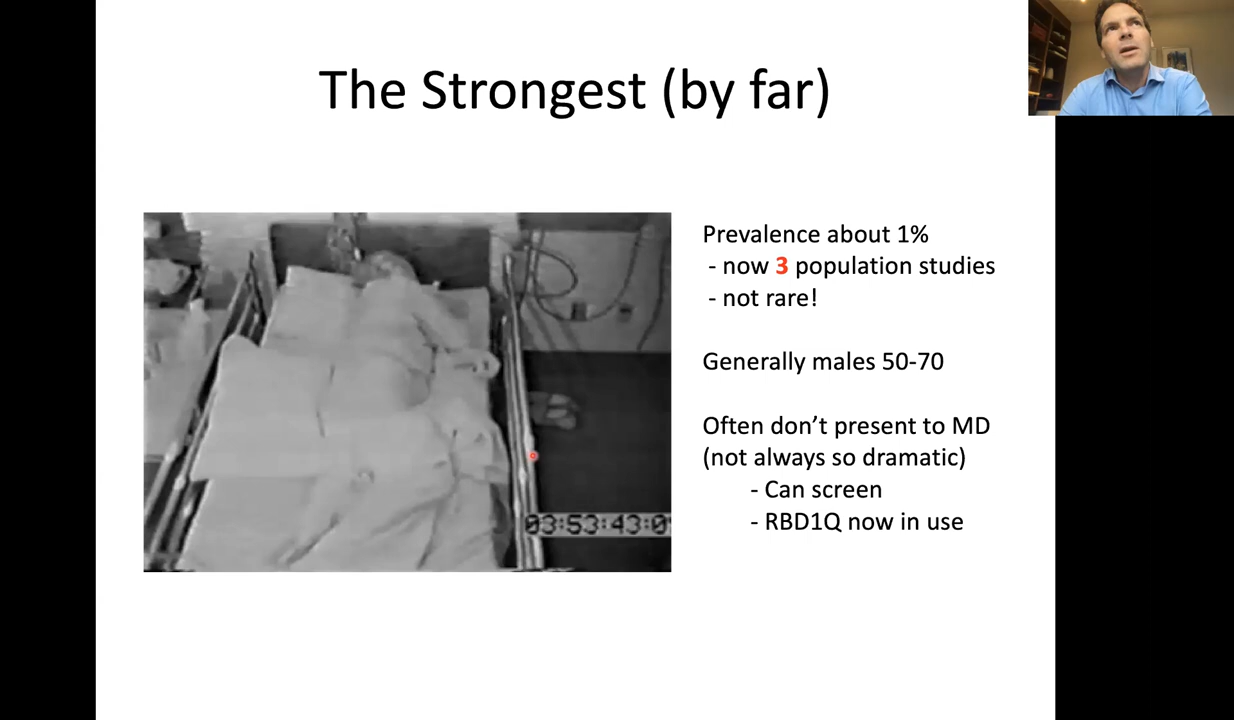 The Strongest (by far)
Prevalence about 1%
- now 3 population studies
- not rare!
Generally males 50-70
Often don’t present to MD
(not always so dramatic)
- Can screen
- RBD1Q now in use
03:53:43:0